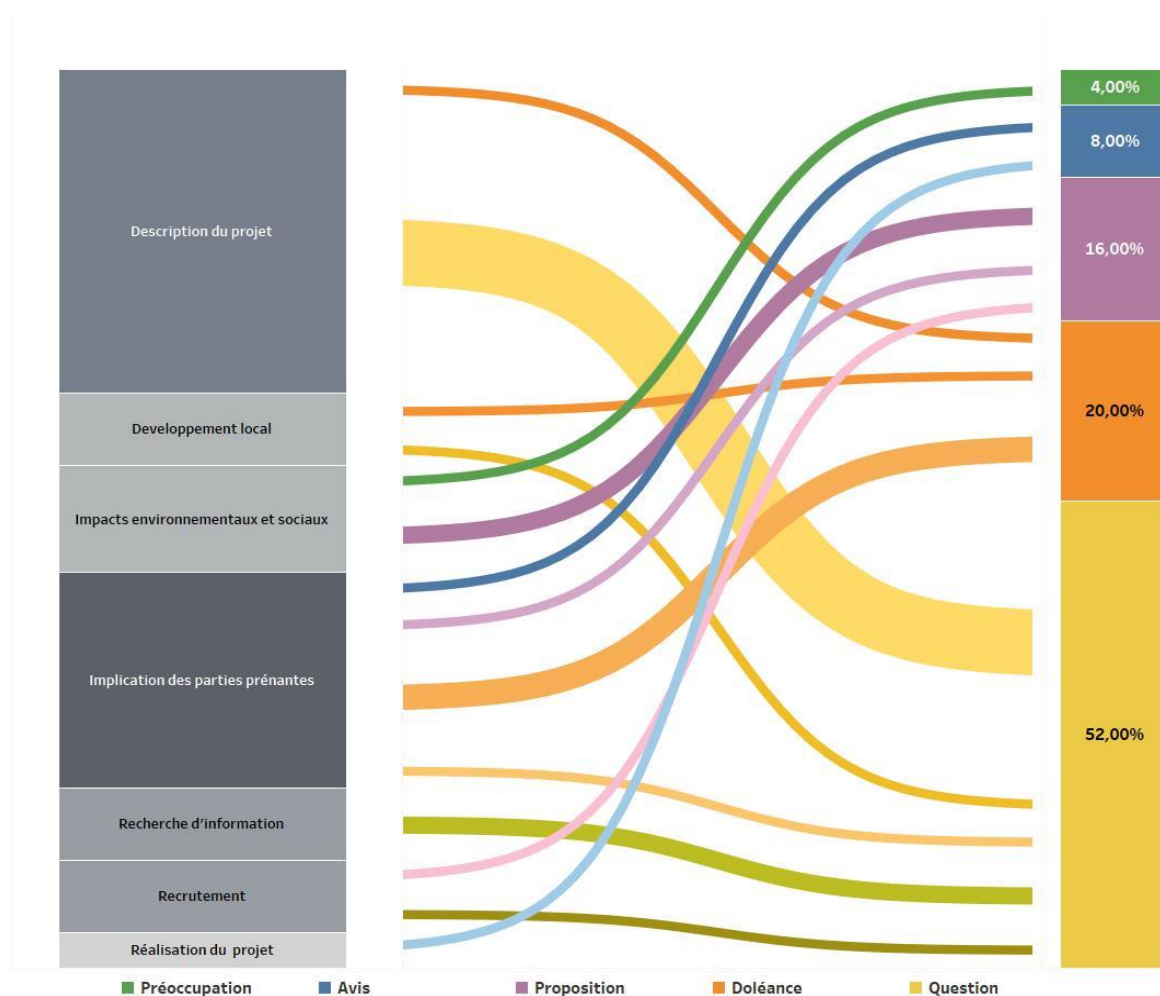 Description du projet
Developpement local
Impacts environnementaux et sociaux
Implication des parties prénantes
Recherche d'information
Recrutement
Réalisation du projet
4,00%
8,00%
16,00%
20,00%
52,00%
Préoccupation
Avis
Proposition
Doléance
Question